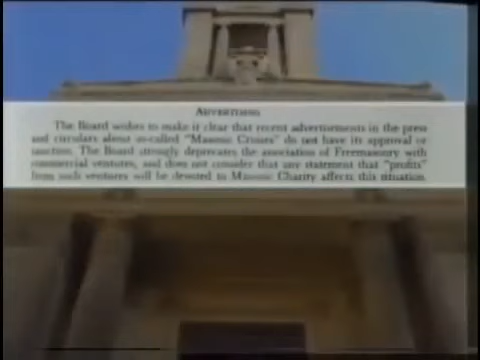 ADVERTISING
The Board wishes to make it clear that recent advertisements in the press
and circulars about so-called "Masonic Cruises" do not have its approval or
sanction. The Board strongly deprecates the association of Freemasonry with
commercial ventures, and does not consider that any statement that "profits"
from such ventures will be devoted to Masonic Charity affects this situation.